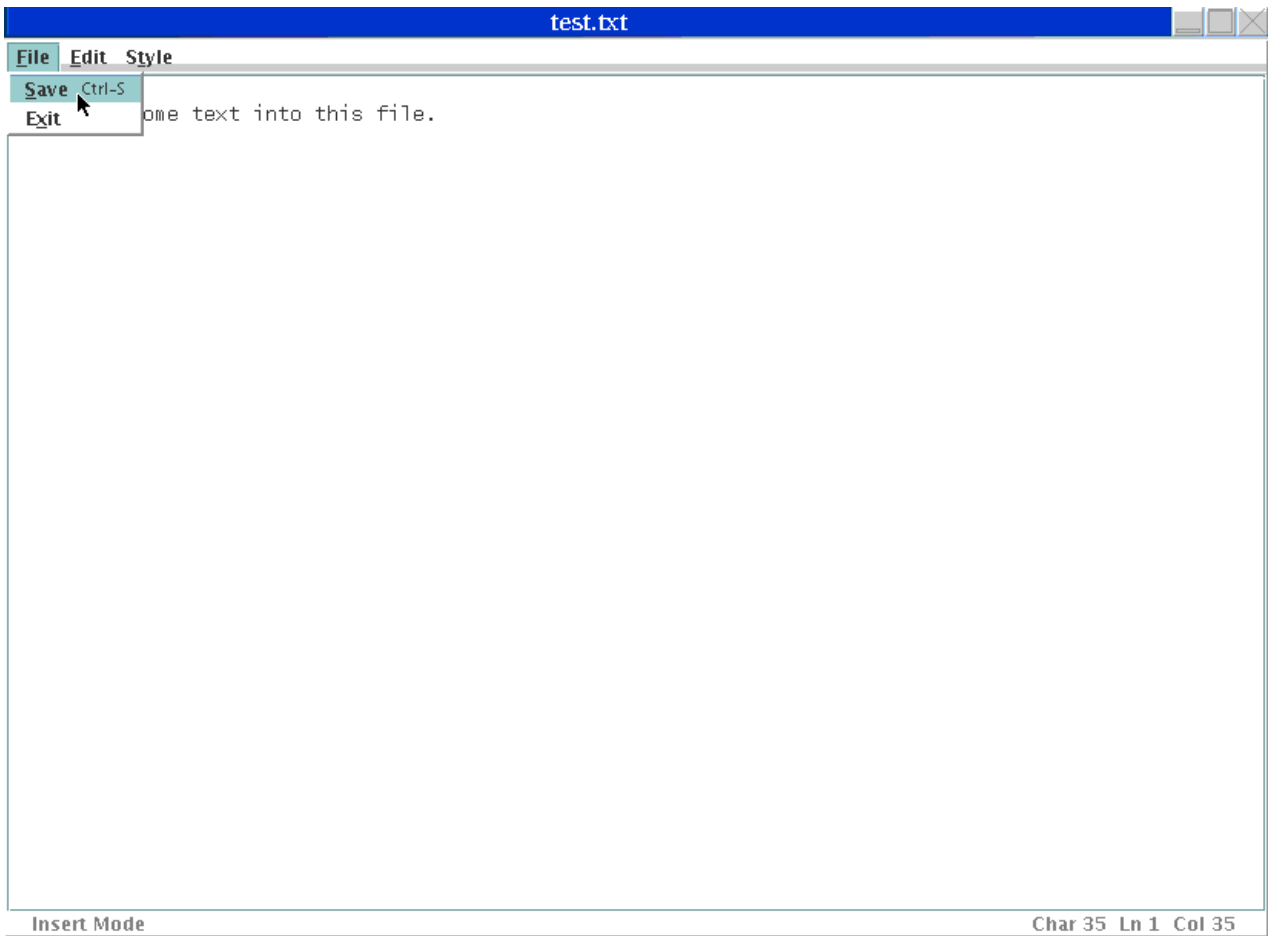 test.txt
File Edit Style
Save Ctrl-S
Exit
ome text into this file.
Insert Mode Char 35 Ln 1 Col 35